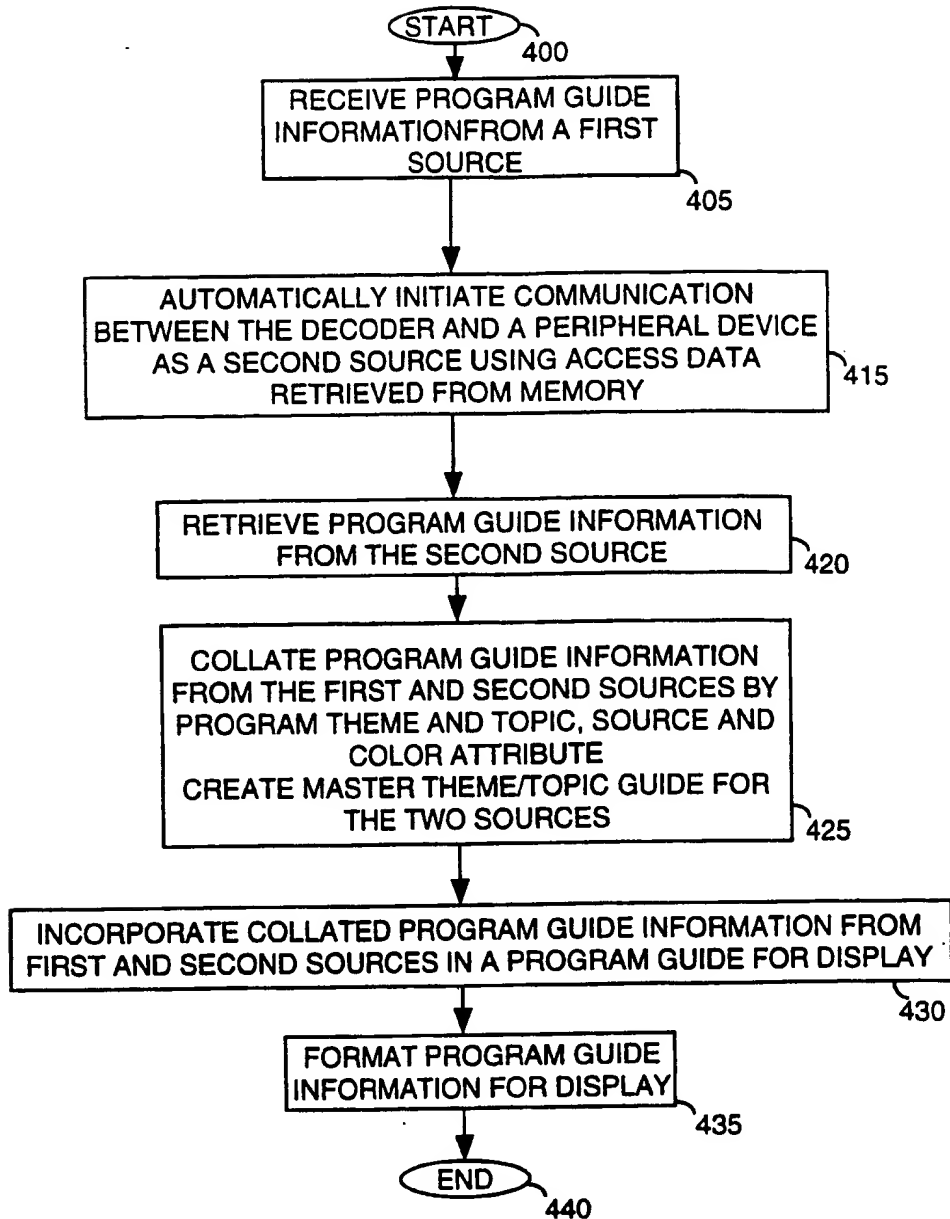 START
400
RECEIVE PROGRAM GUIDE
INFORMATIONFROM A FIRST
SOURCE
405
AUTOMATICALLY INITIATE COMMUNICATION
BETWEEN THE DECODER AND A PERIPHERAL DEVICE
AS A SECOND SOURCE USING ACCESS DATA
RETRIEVED FROM MEMORY
415
RETRIEVE PROGRAM GUIDE INFORMATION
FROM THE SECOND SOURCE
420
COLLATE PROGRAM GUIDE INFORMATION
FROM THE FIRST AND SECOND SOURCES BY
PROGRAM THEME AND TOPIC, SOURCE AND
COLOR ATTRIBUTE
CREATE MASTER THEME/TOPIC GUIDE FOR
THE TWO SOURCES
425
INCORPORATE COLLATED PROGRAM GUIDE INFORMATION FROM
FIRST AND SECOND SOURCES IN A PROGRAM GUIDE FOR DISPLAY
430
FORMAT PROGRAM GUIDE
INFORMATION FOR DISPLAY
435
END
440